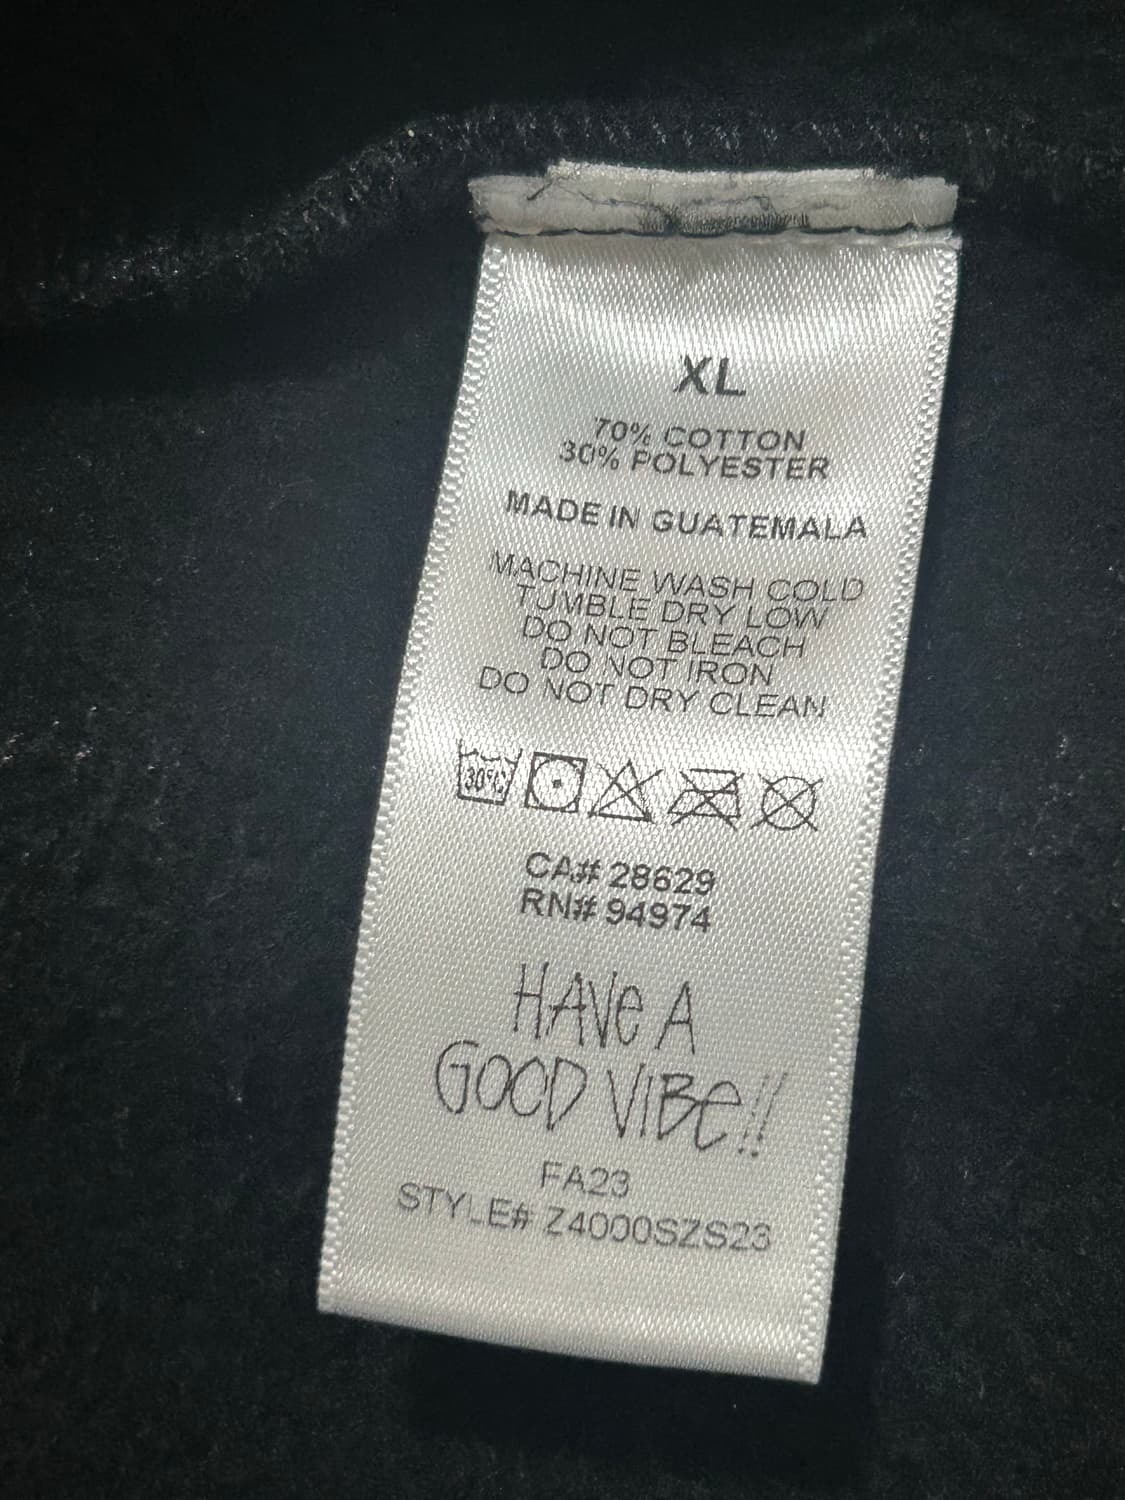 XL
70% COTTON
30% POLYESTER
MADE IN GUATEMALA
MACHINE WASH COLD
TUMBLE DRY LOW
DO NOT BLEACH
DO NOT IRON
DO NOT DRY CLEAN
30°C
CA# 28629
RN# 94974
HAVe A
GOOD VIBe!!
FA23
STYLE# Z4000SZS23